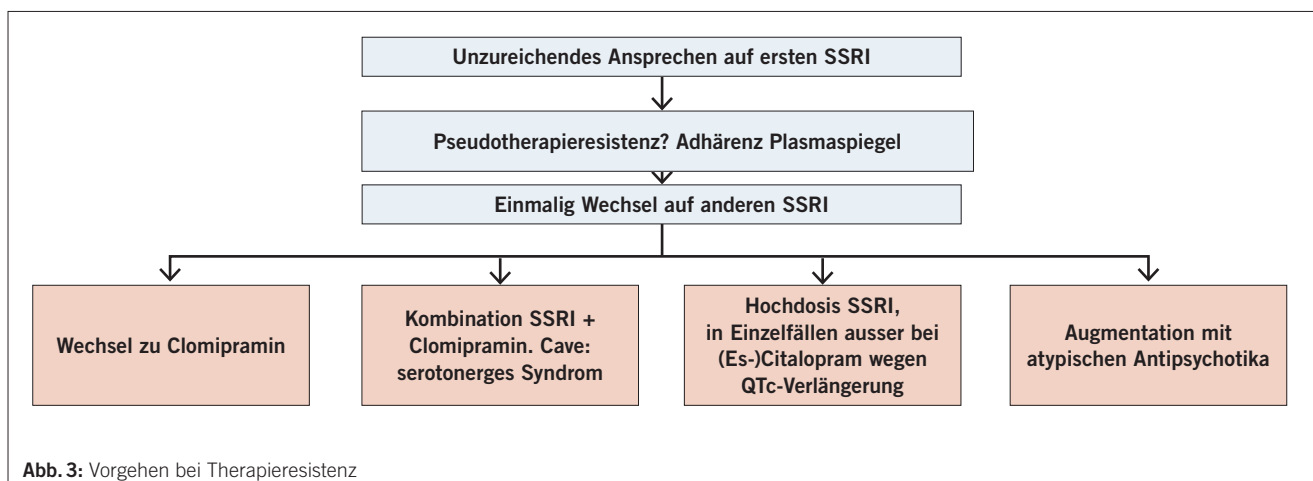 Unzureichendes Ansprechen auf ersten SSRI
Pseudotherapieresistenz? Adhärenz Plasmaspiegel
Einmalig Wechsel auf anderen SSRI
Wechsel zu Clomipramin
Kombination SSRI +
Clomipramin. Cave:
serotonerges Syndrom
Hochdosis SSRI,
in Einzelfällen ausser bei
(Es-)Citalopram wegen
QTc-Verlängerung
Augmentation mit
atypischen Antipsychotika
Abb. 3: Vorgehen bei Therapieresistenz